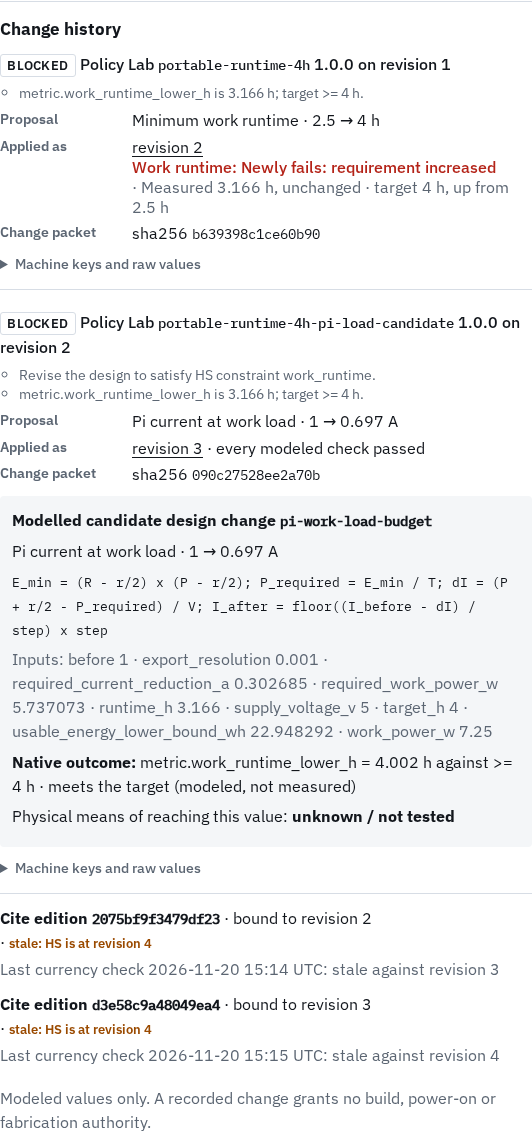 Change history
BLOCKED Policy Lab portable-runtime-4h 1.0.0 on revision 1
metric.work_runtime_lower_h is 3.166 h; target >= 4 h.
Proposal Minimum work runtime · 2.5 → 4 h
Applied as revision 2
Work runtime: Newly fails: requirement increased
· Measured 3.166 h, unchanged · target 4 h, up from
2.5 h
Change packet sha256 b639398c1ce60b90
▶ Machine keys and raw values
BLOCKED Policy Lab portable-runtime-4h-pi-load-candidate 1.0.0 on
revision 2
Revise the design to satisfy HS constraint work_runtime.
metric.work_runtime_lower_h is 3.166 h; target >= 4 h.
Proposal Pi current at work load · 1 → 0.697 A
Applied as revision 3 · every modeled check passed
Change packet sha256 090c27528ee2a70b
Modelled candidate design change pi-work-load-budget
Pi current at work load · 1 → 0.697 A
E_min = (R - r/2) x (P - r/2); P_required = E_min / T; dI = (P
+ r/2 - P_required) / V; I_after = floor((I_before - dI) /
step) x step
Inputs: before 1 · export_resolution 0.001 ·
required_current_reduction_a 0.302685 · required_work_power_w
5.737073 · runtime_h 3.166 · supply_voltage_v 5 · target_h 4 ·
usable_energy_lower_bound_wh 22.948292 · work_power_w 7.25
Native outcome: metric.work_runtime_lower_h = 4.002 h against >=
4 h · meets the target (modeled, not measured)
Physical means of reaching this value: unknown / not tested
▶ Machine keys and raw values
Cite edition 2075bf9f3479df23 · bound to revision 2
· stale: HS is at revision 4
Last currency check 2026-11-20 15:14 UTC: stale against revision 3
Cite edition d3e58c9a48049ea4 · bound to revision 3
· stale: HS is at revision 4
Last currency check 2026-11-20 15:15 UTC: stale against revision 4
Modeled values only. A recorded change grants no build, power-on or
fabrication authority.